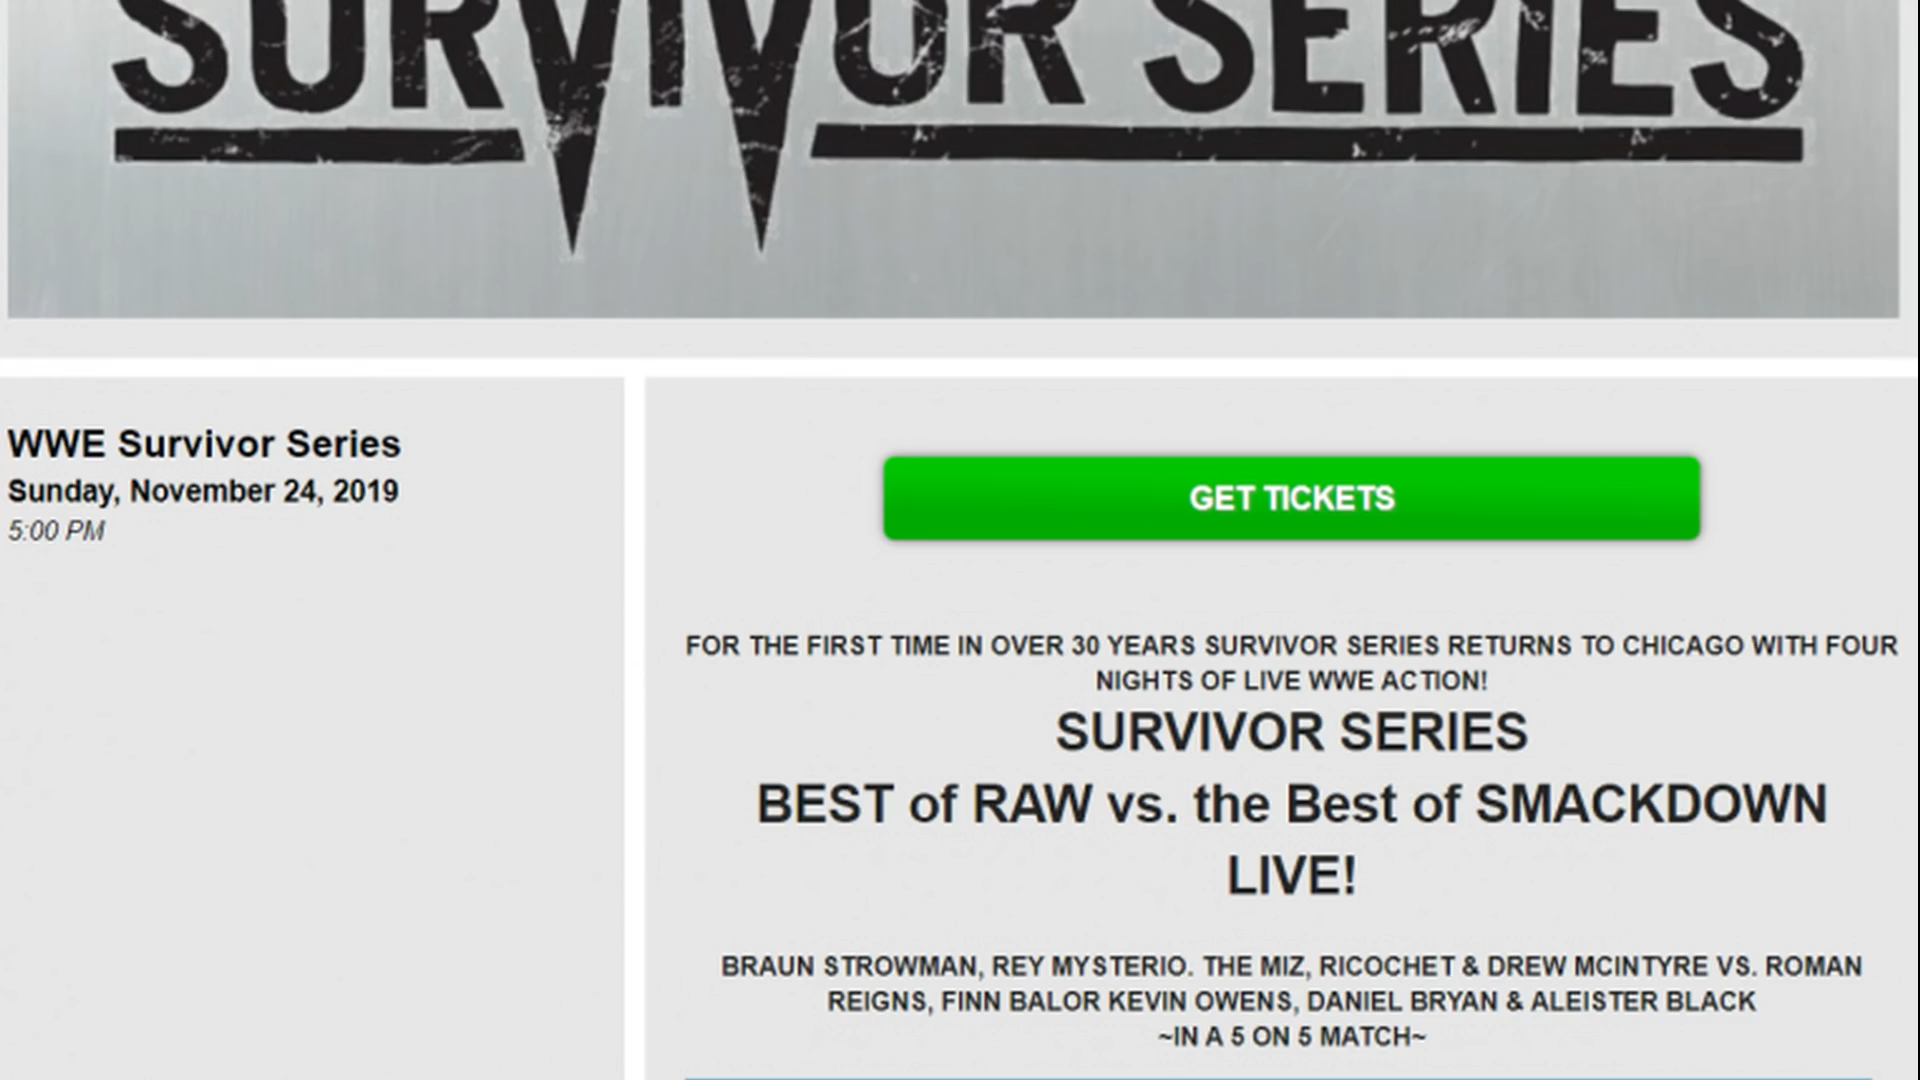 SURVIVOR SERIES
WWE Survivor Series
Sunday, November 24, 2019
5:00 PM
GET TICKETS
FOR THE FIRST TIME IN OVER 30 YEARS SURVIVOR SERIES RETURNS TO CHICAGO WITH FOUR
NIGHTS OF LIVE WWE ACTION!
SURVIVOR SERIES
BEST of RAW vs. the Best of SMACKDOWN
LIVE!
BRAUN STROWMAN, REY MYSTERIO. THE MIZ, RICOCHET & DREW MCINTYRE VS. ROMAN
REIGNS, FINN BALOR KEVIN OWENS, DANIEL BRYAN & ALEISTER BLACK
~IN A 5 ON 5 MATCH~